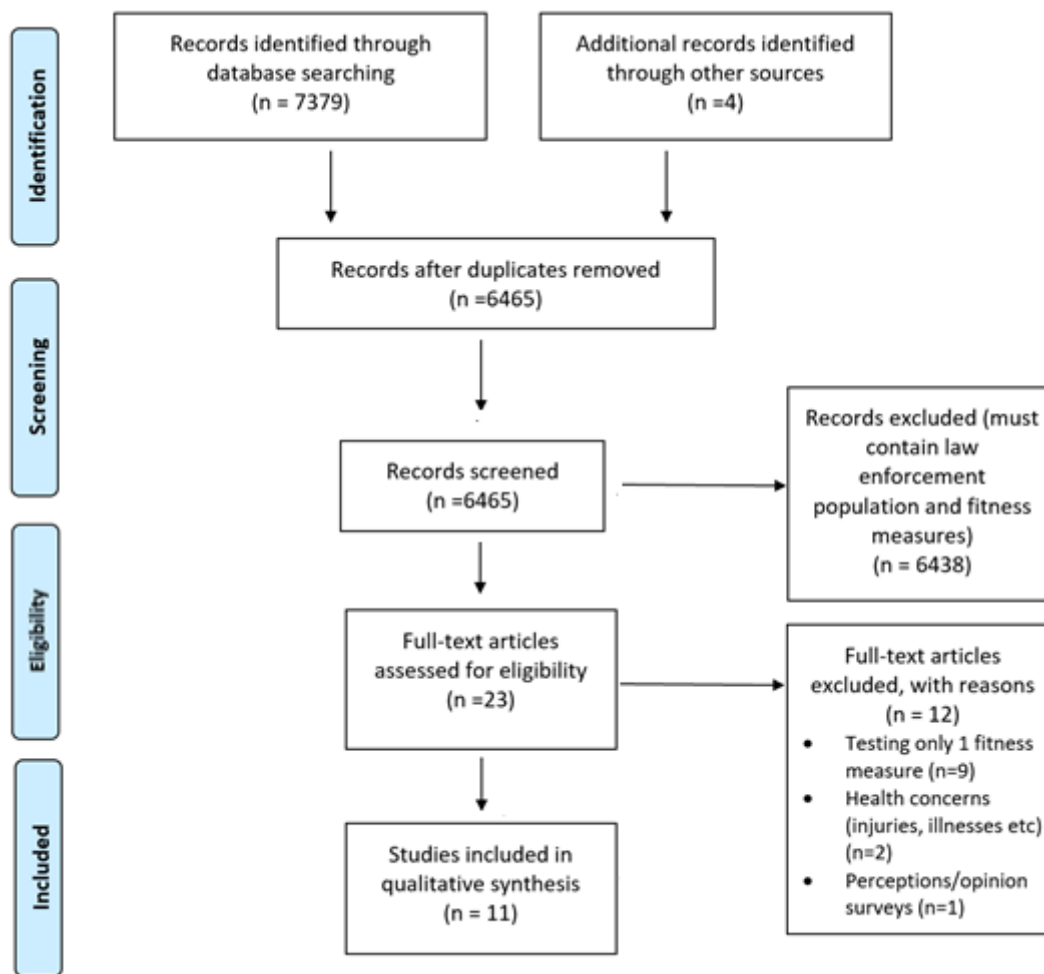 Identification
Records identified through
database searching
(n = 7379)
Additional records identified
through other sources
(n =4)
Records after duplicates removed
(n =6465)
Screening
Records screened
(n =6465)
Records excluded (must
contain law
enforcement
population and fitness
measures)
(n = 6438)
Eligibility
Full-text articles
assessed for eligibility
(n =23)
Full-text articles
excluded, with reasons
(n = 12)
• Testing only 1 fitness
measure (n=9)
• Health concerns
(injuries, illnesses etc)
(n=2)
• Perceptions/opinion
surveys (n=1)
Included
Studies included in
qualitative synthesis
(n = 11)